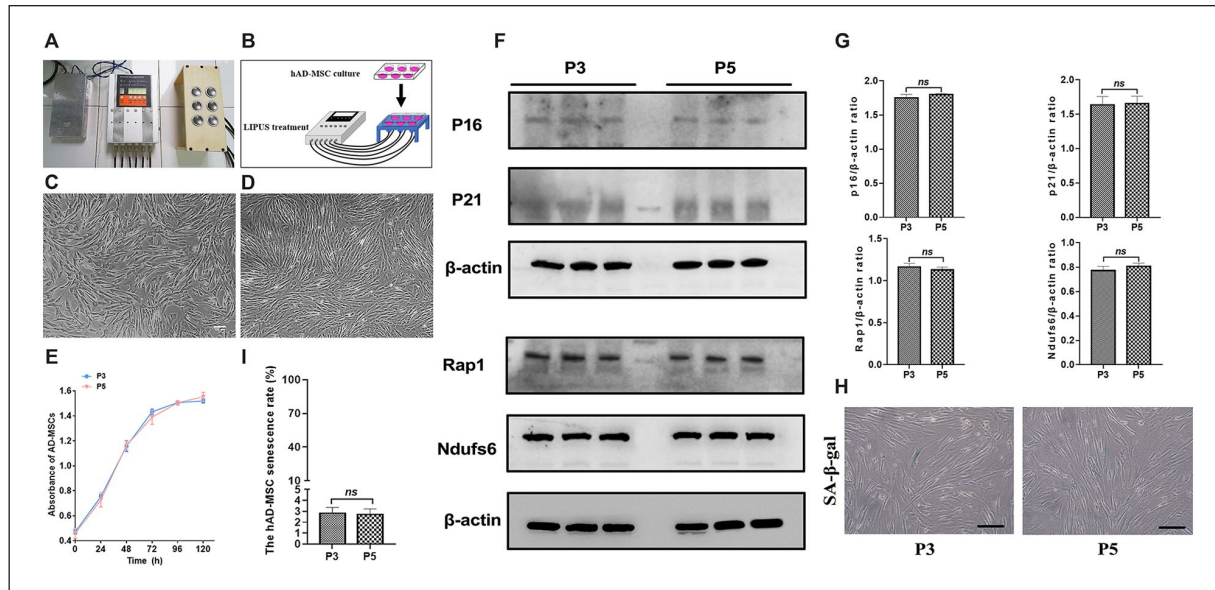 A
B
hAD-MSC culture
LIPUS treatment
C
D
E
P3
P5
Absorbance of AD-MSCs
1.6
1.4
1.2
1.0
0.8
0.6
0.4
0
24
48
72
96
120
Time (h)
I
The hAD-MSC senescence rate (%)
100
70
40
10
5
4
3
2
1
0
ns
P3
P5
F
P3
P5
P16
P21
β-actin
Rap1
Ndufs6
β-actin
G
p16/β-actin ratio
2.0
1.5
1.0
0.5
0.0
ns
P3
P5
p21/β-actin ratio
2.0
1.5
1.0
0.5
0.0
ns
P3
P5
Rap1/β-actin ratio
1.5
1.0
0.5
0.0
ns
P3
P5
Ndufs6/β-actin ratio
1.0
0.8
0.6
0.4
0.2
0.0
ns
P3
P5
H
SA-β-gal
P3
P5